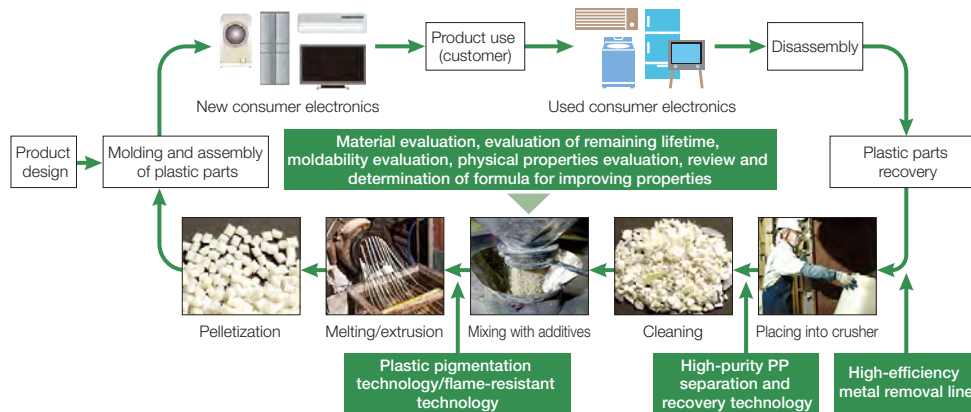 New consumer electronics
Product use
(customer)
Used consumer electronics
Disassembly
Product
design
Molding and assembly
of plastic parts
Material evaluation, evaluation of remaining lifetime,
moldability evaluation, physical properties evaluation, review and
determination of formula for improving properties
Plastic parts
recovery
Pelletization
Melting/extrusion
Mixing with additives
Cleaning
Placing into crusher
Plastic pigmentation
technology/flame-resistant
technology
High-purity PP
separation and
recovery technology
High-efficiency
metal removal line